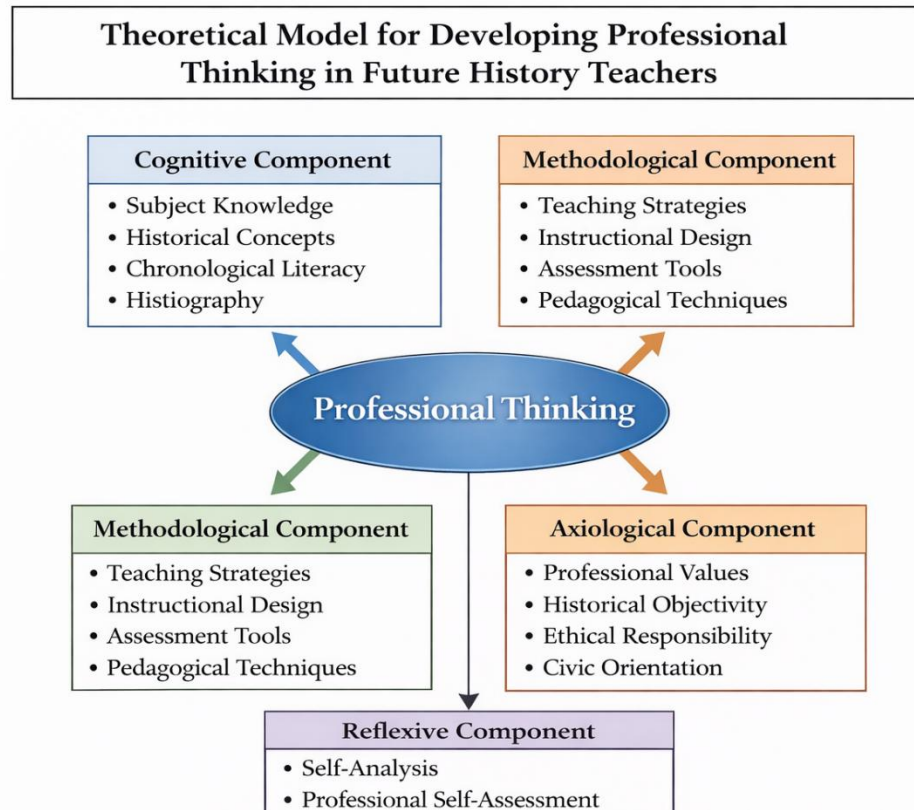 Theoretical Model for Developing Professional
Thinking in Future History Teachers
Cognitive Component
• Subject Knowledge
• Historical Concepts
• Chronological Literacy
• Histiography
Methodological Component
• Teaching Strategies
• Instructional Design
• Assessment Tools
• Pedagogical Techniques
Professional Thinking
Methodological Component
• Teaching Strategies
• Instructional Design
• Assessment Tools
• Pedagogical Techniques
Axiological Component
• Professional Values
• Historical Objectivity
• Ethical Responsibility
• Civic Orientation
Reflexive Component
• Self-Analysis
• Professional Self-Assessment